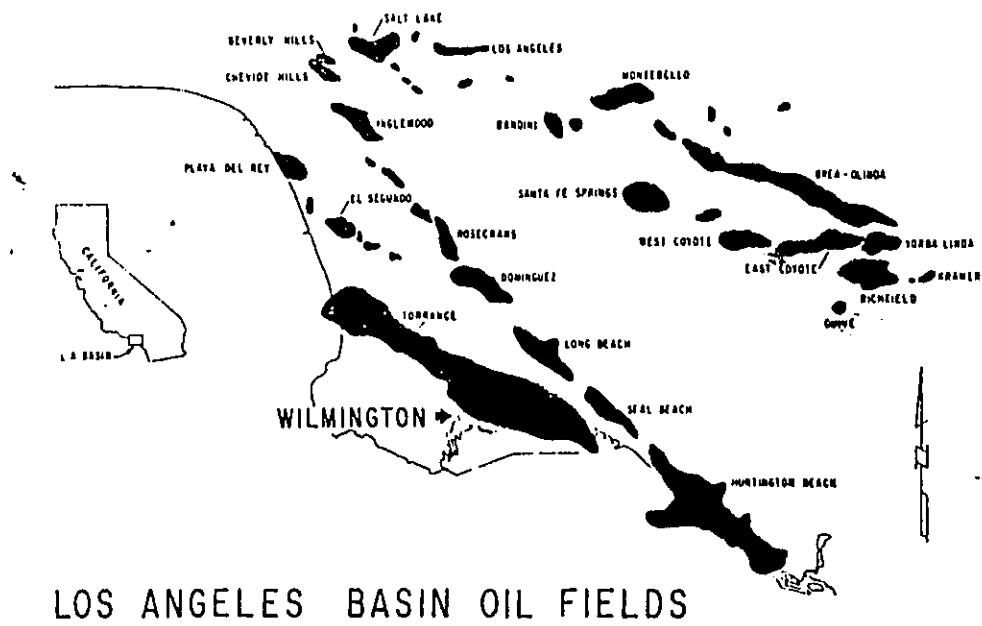 SALT LAKE
BEVERLY HILLS
LOS ANGELES
CHEVIOT HILLS
MONTEBELLO
INGLEWOOD
BANDINI
PLAYA DEL REY
BREA-OLINDA
EL SEGUNDO
SANTA FE SPRINGS
ROSECRANS
WEST COYOTE
YORBA LINDA
EAST COYOTE
CALIFORNIA
DOMINGUEZ
KRAMER
RICHFIELD
TORRANCE
LONG BEACH
L.A BASIN
SEAL BEACH
WILMINGTON
HUNTINGTON BEACH
LOS ANGELES BASIN OIL FIELDS